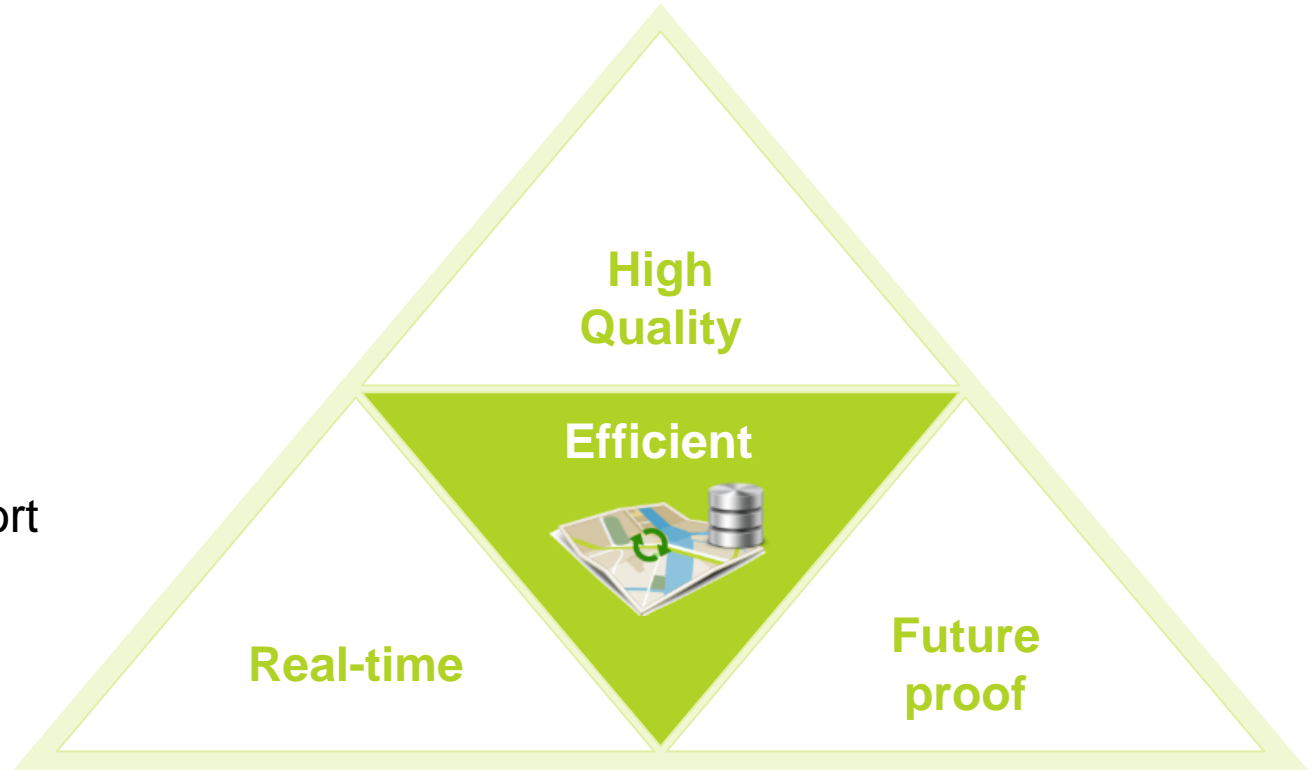 High
Quality
Efficient
ort
Real-time
Future
proof